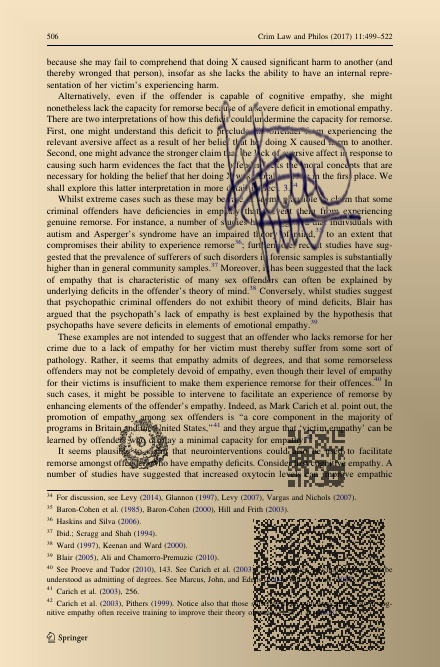 506 Crim Law and Philos (2017) 11:499–522
because she may fail to comprehend that doing X caused significant harm to another (and
thereby wronged that person), insofar as she lacks the ability to have an internal repre-
sentation of her victim's experiencing harm.
Alternatively, even if the offender is capable of cognitive empathy, she might
nonetheless lack the capacity for remorse because of a severe deficit in emotional empathy.
There are two interpretations of how this deficit could undermine the capacity for remorse.
First, one might understand this deficit to preclude offender from experiencing the
relevant aversive affect as a result of her belief that her doing X caused harm to another.
Second, one might advance the stronger claim that the lack of aversive affect in response to
causing such harm evidences the fact that the offender lacks the moral concepts that are
necessary for holding the belief that her doing X was in the first place. We
shall explore this latter interpretation in more detail in sect. 3.
Whilst extreme cases such as these may be to claim that some
criminal offenders have deficiencies in empathy that prevent them from experiencing
genuine remorse. For instance, a number of studies individuals with
autism and Asperger's syndrome have an impaired theory of mind, to an extent that
compromises their ability to experience remorse³⁶; furthermore, recent studies have sug-
gested that the prevalence of sufferers of such disorders in forensic samples is substantially
higher than in general community samples.³⁷ Moreover, it has been suggested that the lack
of empathy that is characteristic of many sex offenders can often be explained by
underlying deficits in the offender's theory of mind.³⁸ Conversely, whilst studies suggest
that psychopathic criminal offenders do not exhibit theory of mind deficits, Blair has
argued that the psychopath's lack of empathy is best explained by the hypothesis that
psychopaths have severe deficits in elements of emotional empathy.³⁹
These examples are not intended to suggest that an offender who lacks remorse for her
crime due to a lack of empathy for her victim must thereby suffer from some sort of
pathology. Rather, it seems that empathy admits of degrees, and that some remorseless
offenders may not be completely devoid of empathy, even though their level of empathy
for their victims is insufficient to make them experience remorse for their offences.⁴⁰ In
such cases, it might be possible to intervene to facilitate an experience of remorse by
enhancing elements of the offender's empathy. Indeed, as Mark Carich et al. point out, the
promotion of empathy among sex offenders is "a core component in the majority of
programs in Britain and the United States,"⁴¹ and they argue that 'victim empathy' can be
learned by offenders who display a minimal capacity for empathy.
It seems plausible that neurointerventions could be used to facilitate
remorse amongst offenders who have empathy deficits. Consider cognitive empathy. A
number of studies have suggested that increased oxytocin levels can improve empathic
³⁴ For discussion, see Levy (2014), Glannon (1997), Levy (2007), Vargas and Nichols (2007).
³⁵ Baron-Cohen et al. (1985), Baron-Cohen (2000), Hill and Frith (2003).
³⁶ Haskins and Silva (2006).
³⁷ Ibid.; Scragg and Shah (1994).
³⁸ Ward (1997), Keenan and Ward (2000).
³⁹ Blair (2005), Ali and Chamorro-Premuzic (2010).
⁴⁰ See Proeve and Tudor (2010), 143. See Carich et al. (2003
understood as admitting of degrees. See Marcus, John, and
⁴¹ Carich et al. (2003), 256.
⁴² Carich et al. (2003), Pithers (1999). Notice also that those
nitive empathy often receive training to improve their theory
Springer